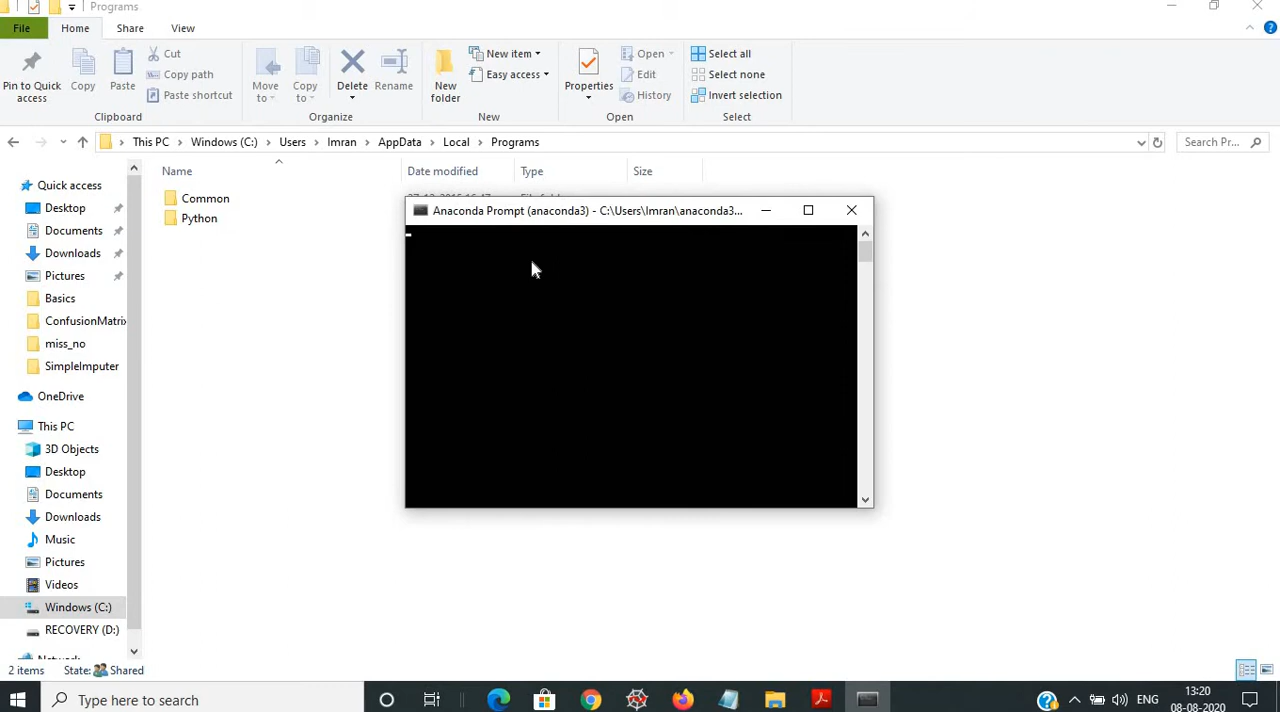 Programs
File Home Share View
Pin to Quick access
Copy
Paste
Cut
Copy path
Paste shortcut
Clipboard
Move to
Copy to
Delete
Rename
Organize
New folder
New item
Easy access
New
Properties
Open
Edit
History
Open
Select all
Select none
Invert selection
Select
This PC > Windows (C:) > Users > Imran > AppData > Local > Programs
Search Pr...
Name Date modified Type Size
Common
Python
Quick access
Desktop
Documents
Downloads
Pictures
Basics
ConfusionMatri
miss_no
SimpleImputer
OneDrive
This PC
3D Objects
Desktop
Documents
Downloads
Music
Pictures
Videos
Windows (C:)
RECOVERY (D:)
Anaconda Prompt (anaconda3) - C:\Users\Imran\anaconda3...
2 items State: Shared
Type here to search
ENG
13:20
08-08-2020